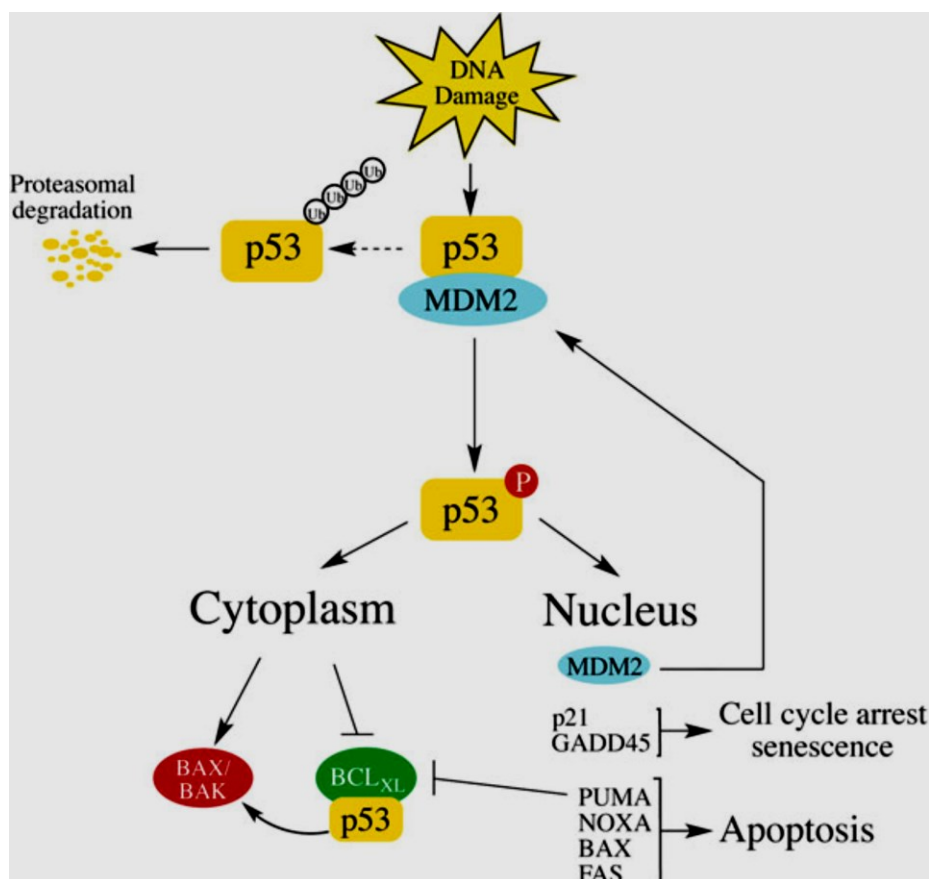 DNA
Damage
Ub
Ub
Ub
Ub
Proteasomal
degradation
p53
p53
MDM2
P
p53
Cytoplasm
Nucleus
MDM2
p21
GADD45
Cell cycle arrest
senescence
BAX/
BAK
BCLXL
p53
PUMA
NOXA
BAX
FAS
Apoptosis